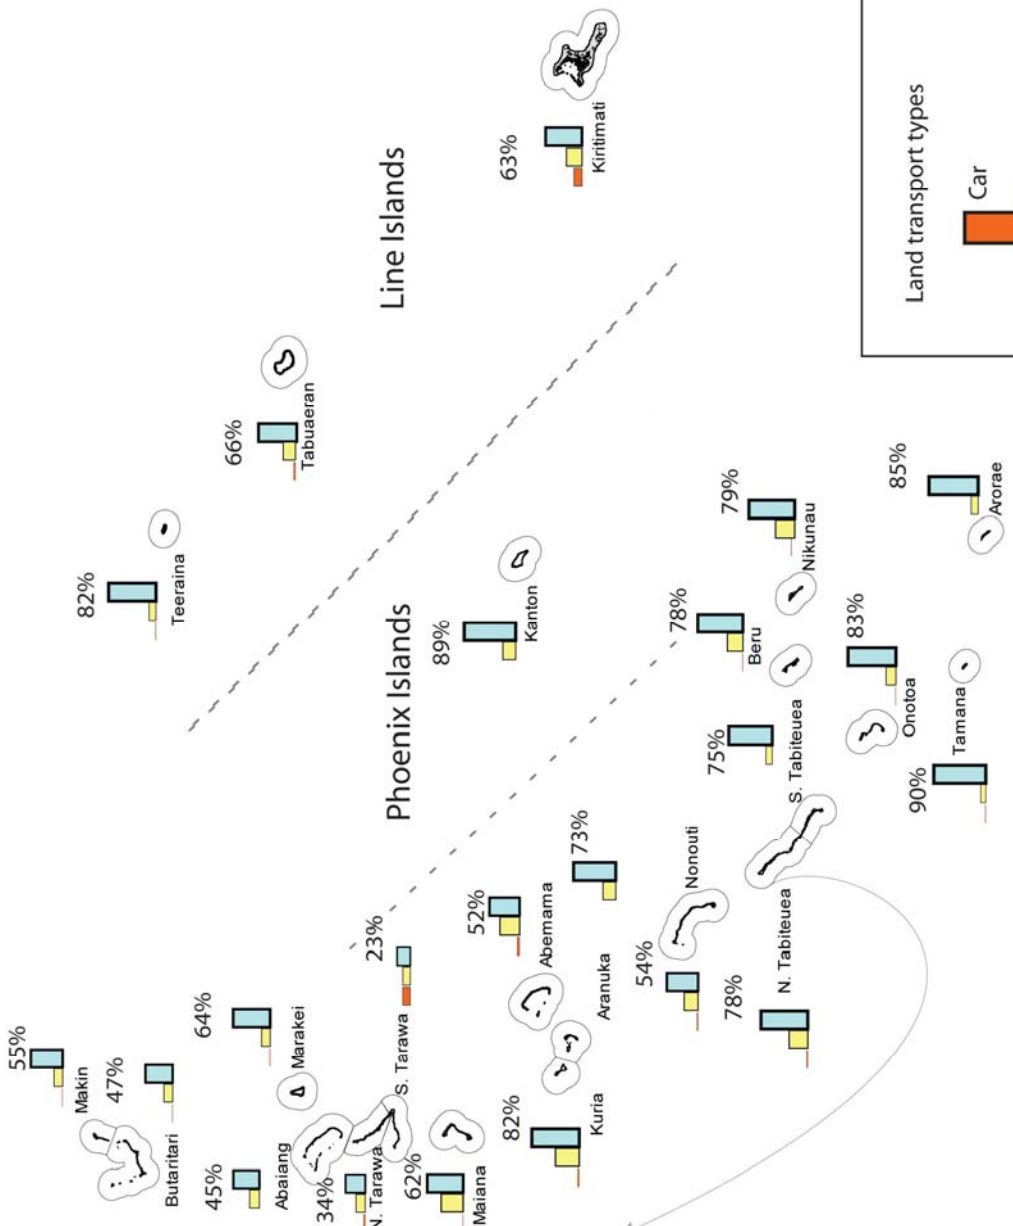 63%
Kiritimati
Line Islands
66%
Tabuaeran
82%
Teeraina
Land transport types
Car
89%
Kanton
Phoenix Islands
79%
Nikunau
85%
Arorae
78%
Beru
83%
Onotoa
75%
S. Tabiteuea
90%
Tamana
73%
Aranuka
52%
Abemama
54%
Nonouti
78%
N. Tabiteuea
23%
S. Tarawa
64%
Marakei
55%
Makin
47%
Butaritari
45%
Abaiang
34%
N. Tarawa
62%
Maiana
82%
Kuria